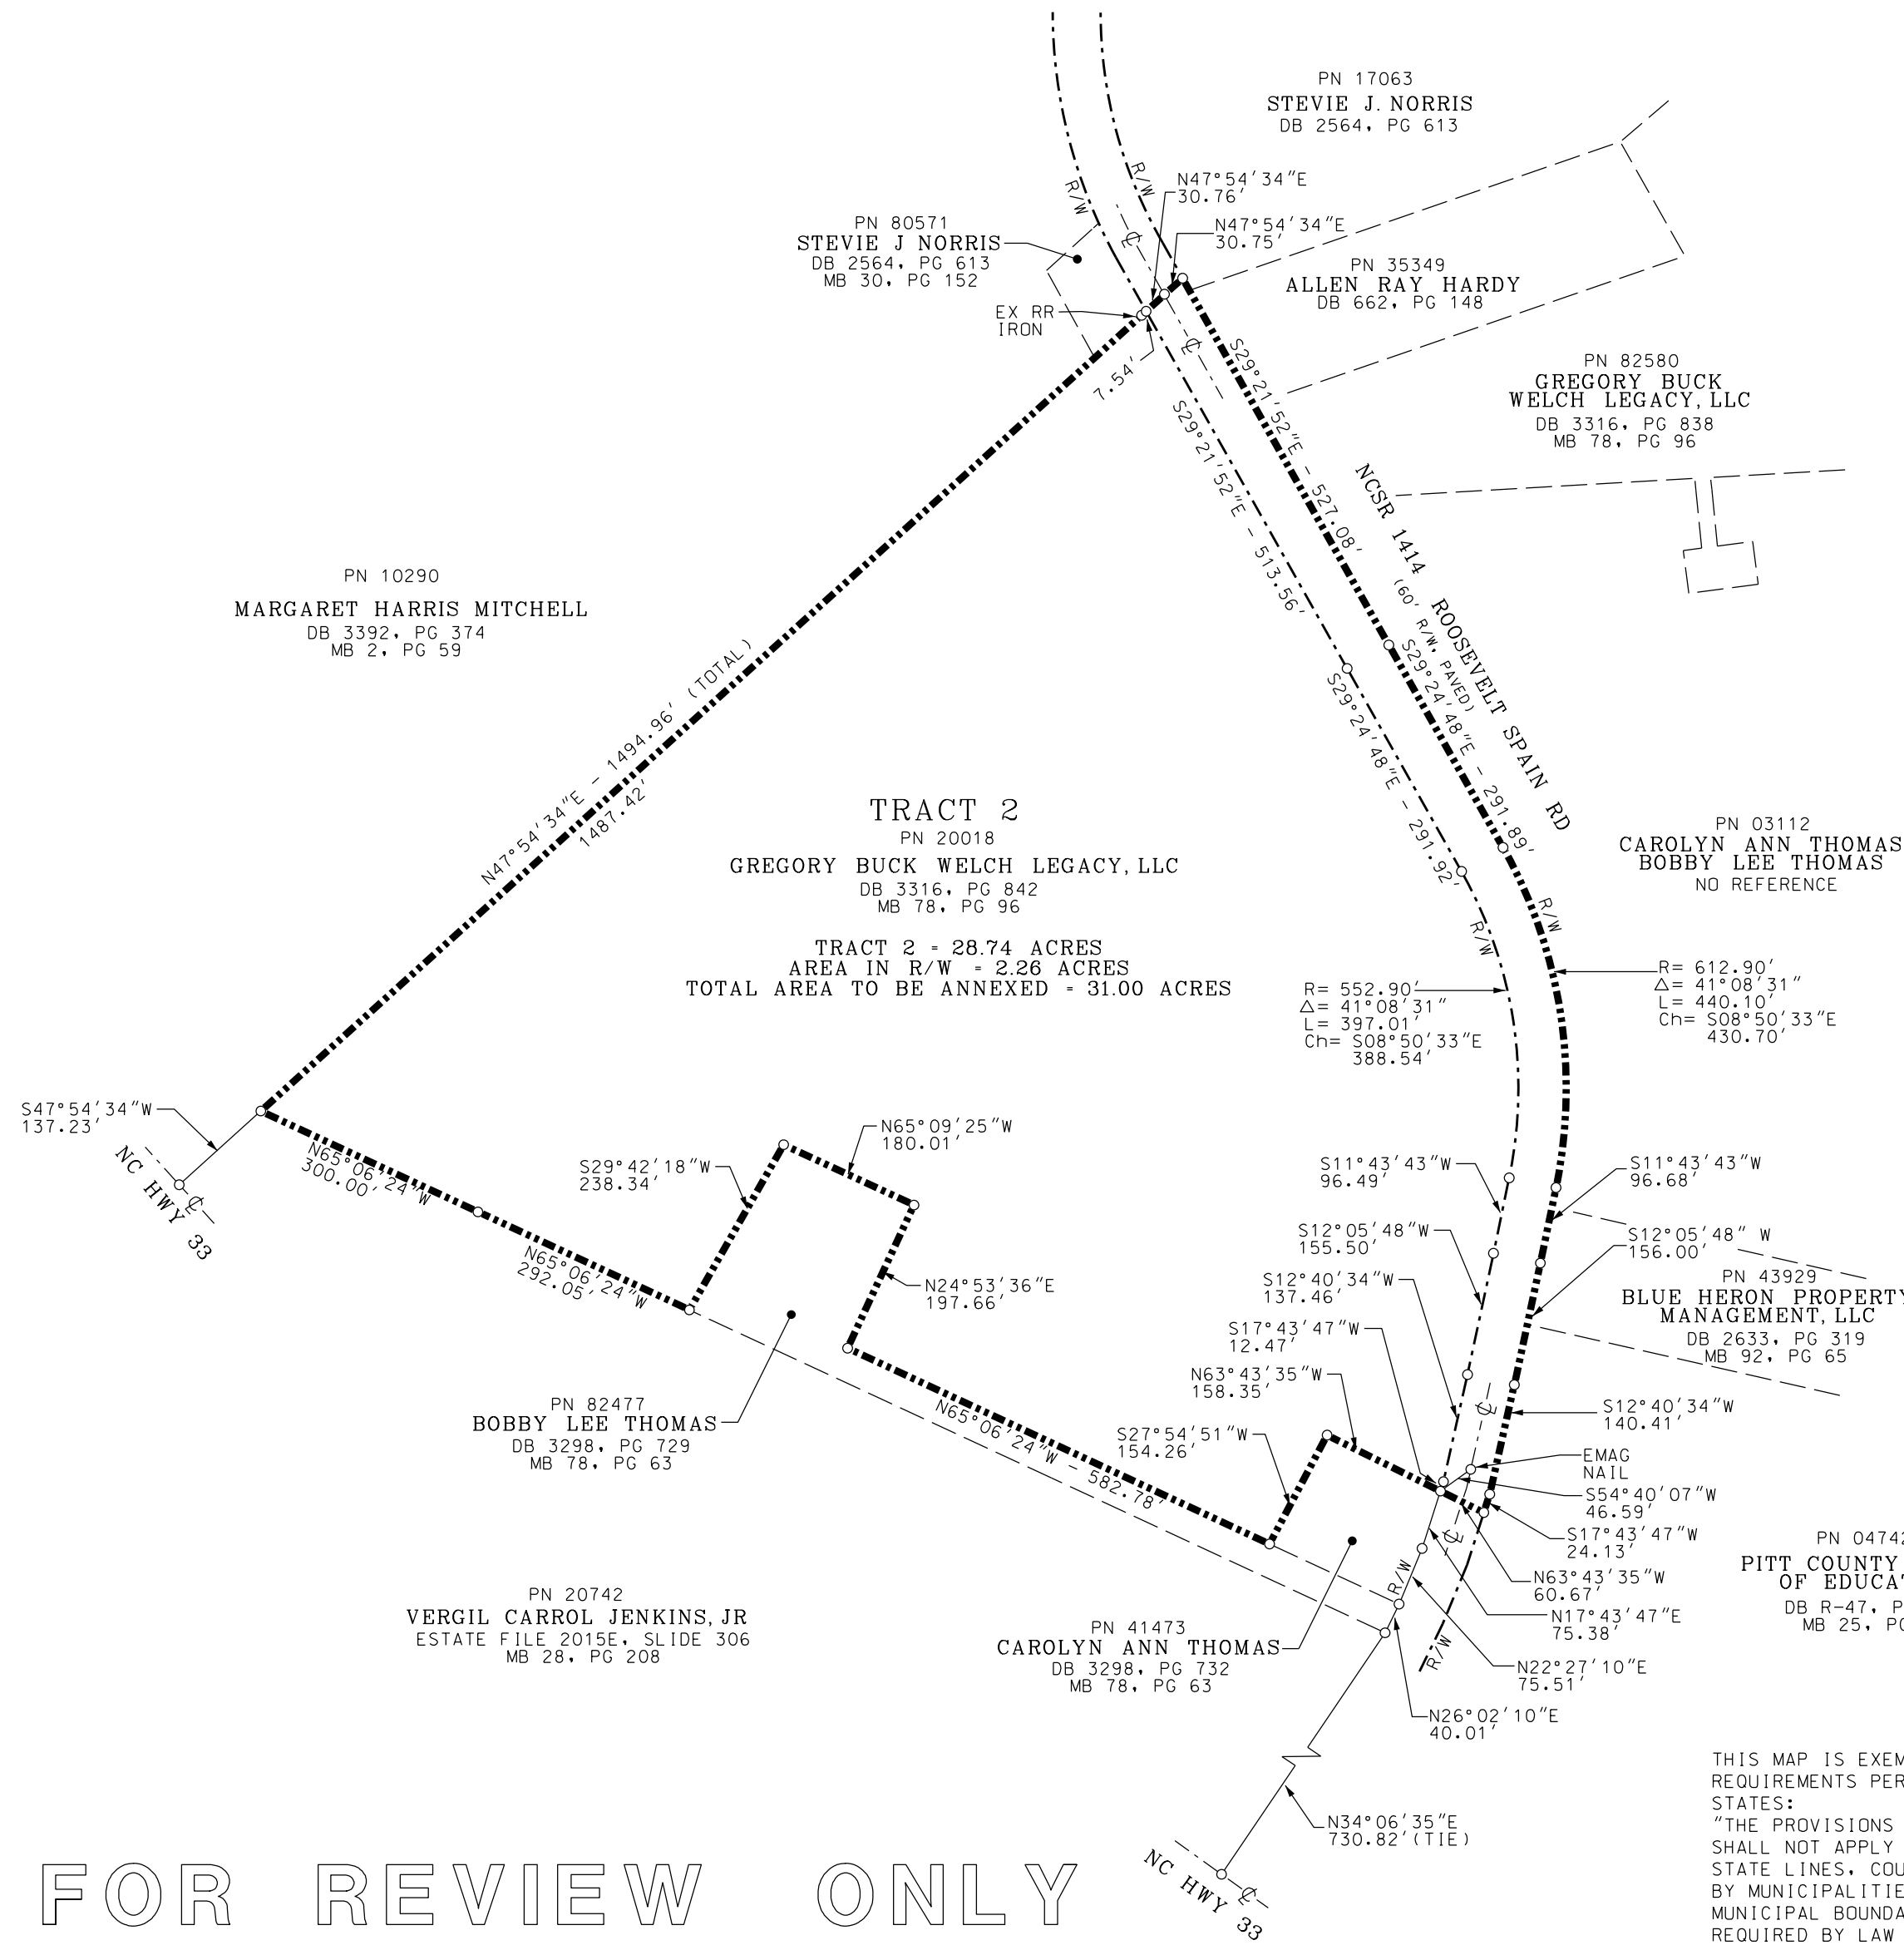 PN 17063
STEVIE J. NORRIS
DB 2564, PG 613
R/W
R/W
N47°54'34"E
30.76'
N47°54'34"E
30.75'
PN 80571
STEVIE J NORRIS
DB 2564, PG 613
MB 30, PG 152
℄
EX RR
IRON
7.54'
℄
PN 35349
ALLEN RAY HARDY
DB 662, PG 148
PN 82580
GREGORY BUCK
WELCH LEGACY, LLC
DB 3316, PG 838
MB 78, PG 96
S29°21'52"E - 527.08'
S29°21'52"E - 513.56'
NCSR 1414 ROOSEVELT SPAIN RD
(60' R/W, PAVED)
S29°24'48"E - 291.89'
S29°24'48"E - 291.92'
PN 10290
MARGARET HARRIS MITCHELL
DB 3392, PG 374
MB 2, PG 59
N47°54'34"E - 1494.96' (TOTAL)
1487.42'
TRACT 2
PN 20018
GREGORY BUCK WELCH LEGACY, LLC
DB 3316, PG 842
MB 78, PG 96
TRACT 2 = 28.74 ACRES
AREA IN R/W = 2.26 ACRES
TOTAL AREA TO BE ANNEXED = 31.00 ACRES
PN 03112
CAROLYN ANN THOMAS
BOBBY LEE THOMAS
NO REFERENCE
R/W
R/W
R= 552.90'
Δ= 41°08'31"
L= 397.01'
Ch= S08°50'33"E
388.54'
R= 612.90'
Δ= 41°08'31"
L= 440.10'
Ch= S08°50'33"E
430.70'
S47°54'34"W
137.23'
NC HWY 33
℄
N65°06'24"W
300.00'
N65°06'24"W
292.05'
S29°42'18"W
238.34'
N65°09'25"W
180.01'
N24°53'36"E
197.66'
N65°06'24"W - 582.78'
S11°43'43"W
96.49'
S12°05'48"W
155.50'
S12°40'34"W
137.46'
S17°43'47"W
12.47'
N63°43'35"W
158.35'
S27°54'51"W
154.26'
S11°43'43"W
96.68'
S12°05'48" W
156.00'
PN 43929
BLUE HERON PROPERTY
MANAGEMENT, LLC
DB 2633, PG 319
MB 92, PG 65
℄
S12°40'34"W
140.41'
EMAG
NAIL
S54°40'07"W
46.59'
S17°43'47"W
24.13'
℄
N63°43'35"W
60.67'
N17°43'47"E
75.38'
R/W
R/W
N22°27'10"E
75.51'
N26°02'10"E
40.01'
PN 82477
BOBBY LEE THOMAS
DB 3298, PG 729
MB 78, PG 63
PN 20742
VERGIL CARROL JENKINS, JR
ESTATE FILE 2015E, SLIDE 306
MB 28, PG 208
PN 41473
CAROLYN ANN THOMAS
DB 3298, PG 732
MB 78, PG 63
PN 04742
PITT COUNTY
OF EDUCAT
DB R-47, P
MB 25, PG
N34°06'35"E
730.82'(TIE)
NC HWY 33
℄
THIS MAP IS EXEM
REQUIREMENTS PER
STATES:
"THE PROVISIONS
SHALL NOT APPLY
STATE LINES, COU
BY MUNICIPALITIE
MUNICIPAL BOUNDA
REQUIRED BY LAW
FOR REVIEW ONLY